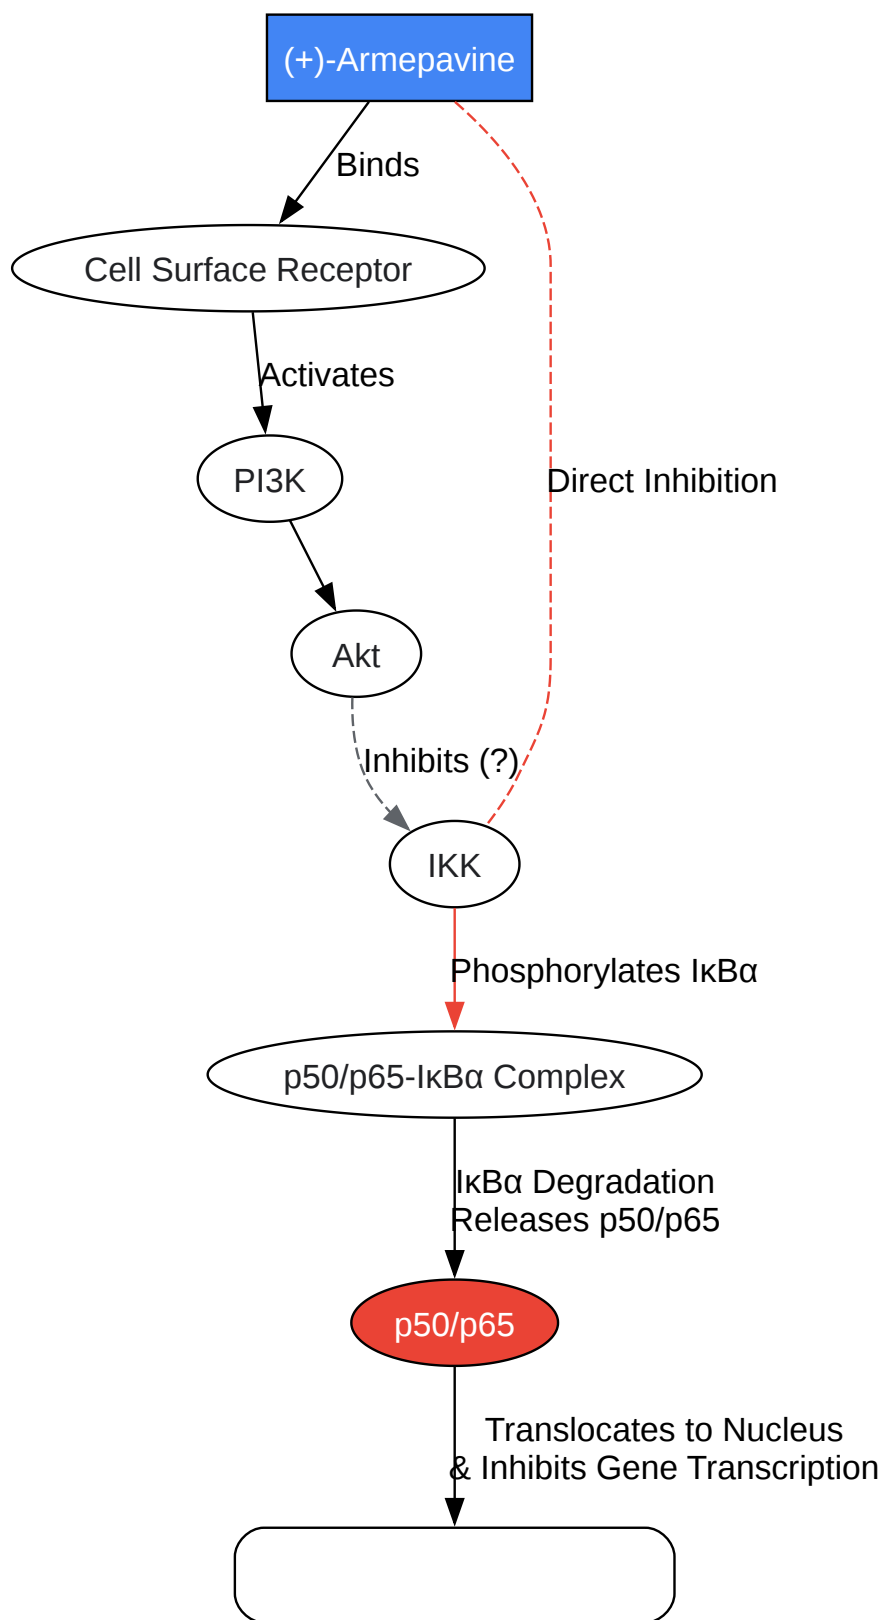 (+)-Armepavine
Binds
Cell Surface Receptor
Activates
PI3K
Direct Inhibition
Akt
Inhibits (?)
IKK
Phosphorylates IκBα
p50/p65-IκBα Complex
IκBα Degradation
Releases p50/p65
p50/p65
Translocates to Nucleus
& Inhibits Gene Transcription